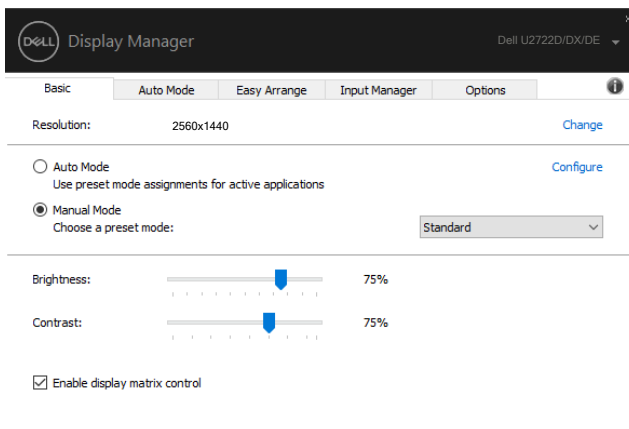 DELL Display Manager
Dell U2722D/DX/DE
Basic
Auto Mode
Easy Arrange
Input Manager
Options
Resolution:
2560x1440
Change
Auto Mode
Configure
Use preset mode assignments for active applications
Manual Mode
Choose a preset mode:
Standard
Brightness:
75%
Contrast:
75%
Enable display matrix control